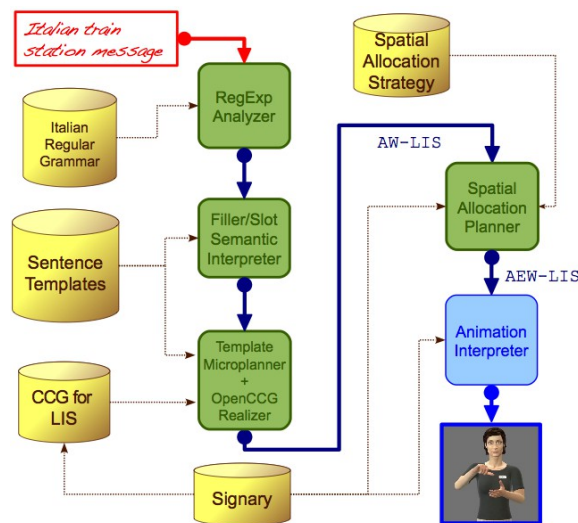 Italian train
station message
RegExp
Analyzer
Italian
Regular
Grammar
Filler/Slot
Semantic
Interpreter
Sentence
Templates
Template
Microplanner
+
OpenCCG
Realizer
CCG for
LIS
Signary
Spatial
Allocation
Strategy
AW-LIS
Spatial
Allocation
Planner
AEW-LIS
Animation
Interpreter